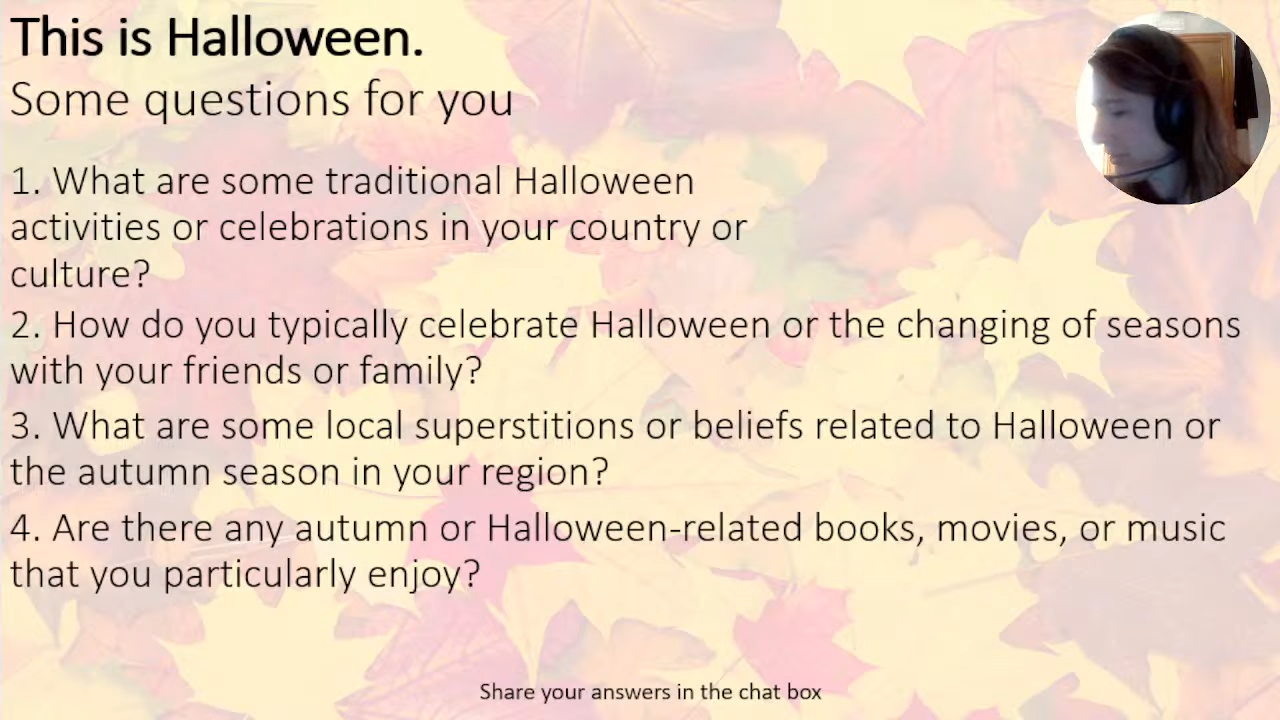 This is Halloween.
Some questions for you
1. What are some traditional Halloween
activities or celebrations in your country or
culture?
2. How do you typically celebrate Halloween or the changing of seasons
with your friends or family?
3. What are some local superstitions or beliefs related to Halloween or
the autumn season in your region?
4. Are there any autumn or Halloween-related books, movies, or music
that you particularly enjoy?
Share your answers in the chat box